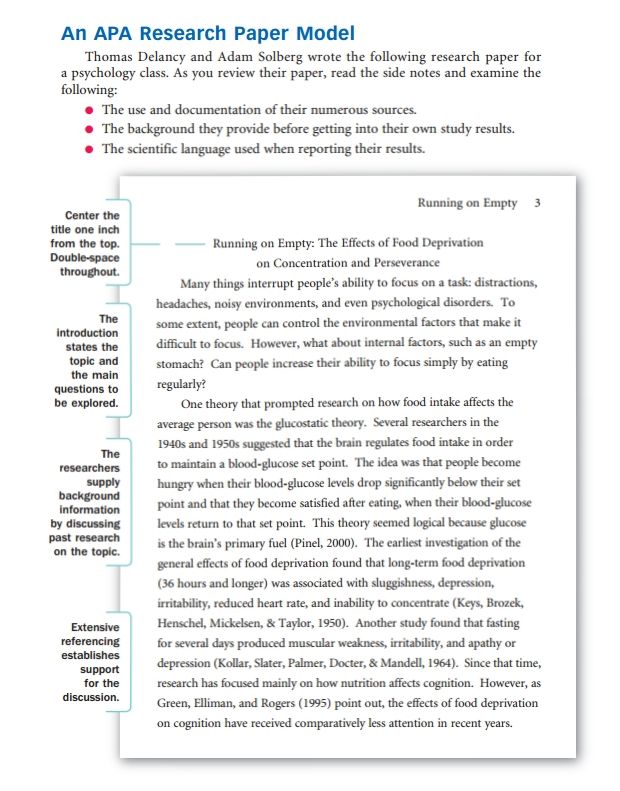 An APA Research Paper Model
Thomas Delancy and Adam Solberg wrote the following research paper for
a psychology class. As you review their paper, read the side notes and examine the
following:
● The use and documentation of their numerous sources.
● The background they provide before getting into their own study results.
● The scientific language used when reporting their results.
Running on Empty 3
Center the
title one inch
from the top.
Double-space
throughout.
Running on Empty: The Effects of Food Deprivation
on Concentration and Perseverance
Many things interrupt people’s ability to focus on a task: distractions,
headaches, noisy environments, and even psychological disorders. To
some extent, people can control the environmental factors that make it
difficult to focus. However, what about internal factors, such as an empty
stomach? Can people increase their ability to focus simply by eating
regularly?
The
introduction
states the
topic and
the main
questions to
be explored.
One theory that prompted research on how food intake affects the
average person was the glucostatic theory. Several researchers in the
1940s and 1950s suggested that the brain regulates food intake in order
to maintain a blood-glucose set point. The idea was that people become
hungry when their blood-glucose levels drop significantly below their set
point and that they become satisfied after eating, when their blood-glucose
levels return to that set point. This theory seemed logical because glucose
is the brain’s primary fuel (Pinel, 2000). The earliest investigation of the
general effects of food deprivation found that long-term food deprivation
(36 hours and longer) was associated with sluggishness, depression,
irritability, reduced heart rate, and inability to concentrate (Keys, Brozek,
Henschel, Mickelsen, & Taylor, 1950). Another study found that fasting
for several days produced muscular weakness, irritability, and apathy or
depression (Kollar, Slater, Palmer, Docter, & Mandell, 1964). Since that time,
research has focused mainly on how nutrition affects cognition. However, as
Green, Elliman, and Rogers (1995) point out, the effects of food deprivation
on cognition have received comparatively less attention in recent years.
The
researchers
supply
background
information
by discussing
past research
on the topic.
Extensive
referencing
establishes
support
for the
discussion.